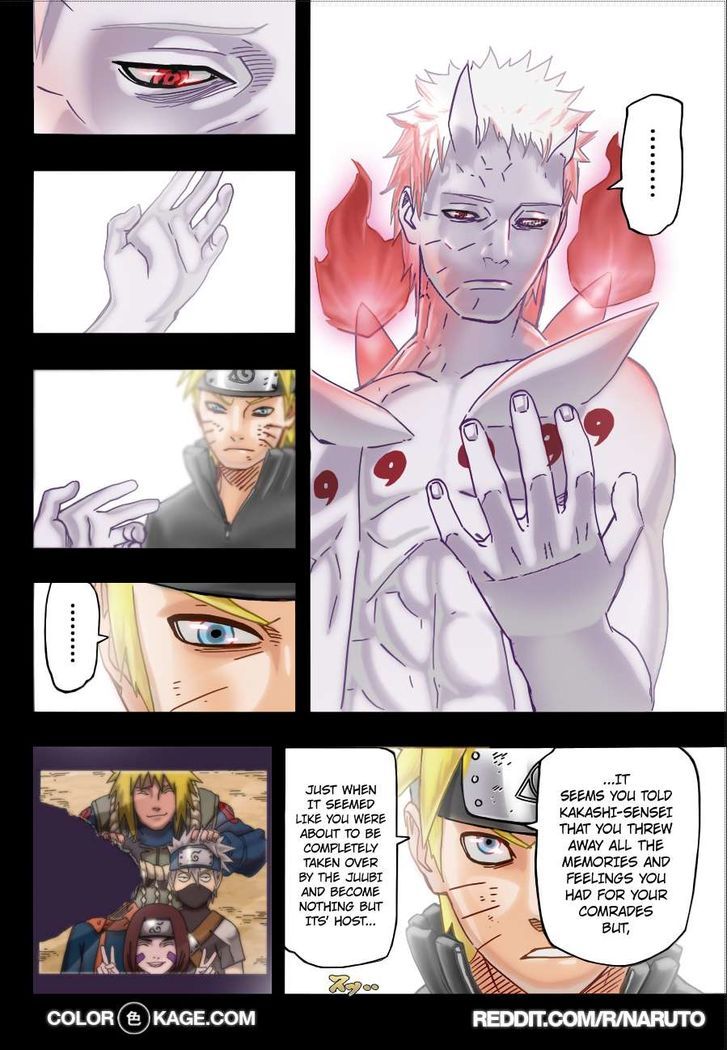 ........
.......
...IT
SEEMS YOU TOLD
KAKASHI-SENSEI
THAT YOU THREW
AWAY ALL THE
MEMORIES AND
FEELINGS YOU
HAD FOR YOUR
COMRADES
BUT,
JUST WHEN
IT SEEMED
LIKE YOU WERE
ABOUT TO BE
COMPLETELY
TAKEN OVER
BY THE JUUBI
AND BECOME
NOTHING BUT
ITS' HOST...
スッ・・
COLOR 色 KAGE.COM
REDDIT.COM/R/NARUTO